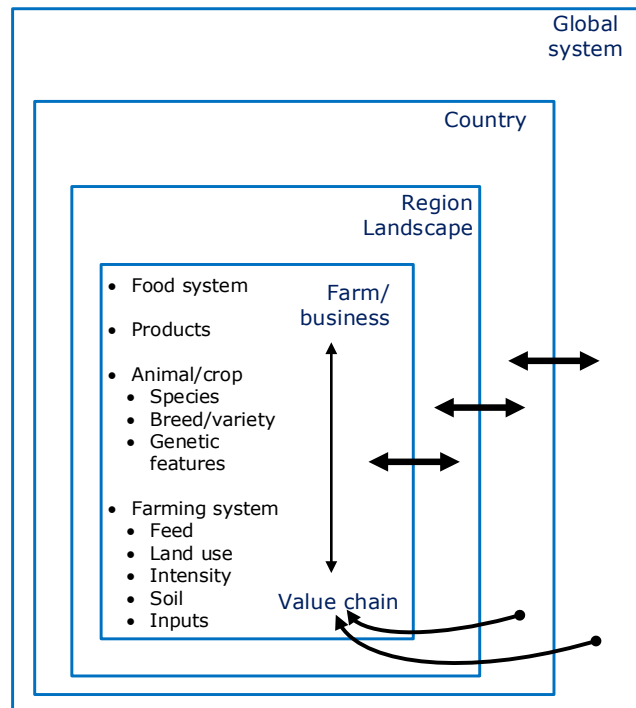 Global
system
Country
Region
Landscape
Farm/
business
• Food system
• Products
• Animal/crop
• Species
• Breed/variety
• Genetic
features
• Farming system
• Feed
• Land use
• Intensity
• Soil
• Inputs
Value chain